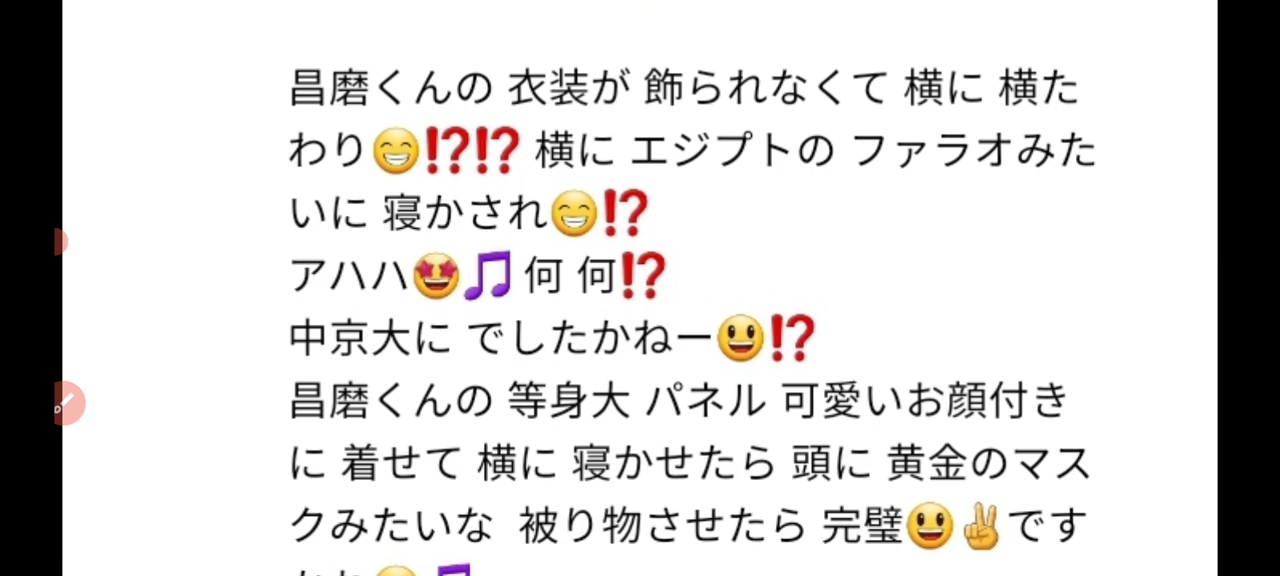 昌磨くんの 衣装が 飾られなくて 横に 横た
わり😁⁉️⁉️ 横に エジプトの ファラオみた
いに 寝かされ😁⁉️
アハハ🤩🎵 何 何⁉️
中京大に でしたかねー😃⁉️
昌磨くんの 等身大 パネル 可愛いお顔付き
に 着せて 横に 寝かせたら 頭に 黄金のマス
クみたいな  被り物させたら 完璧😃✌️です